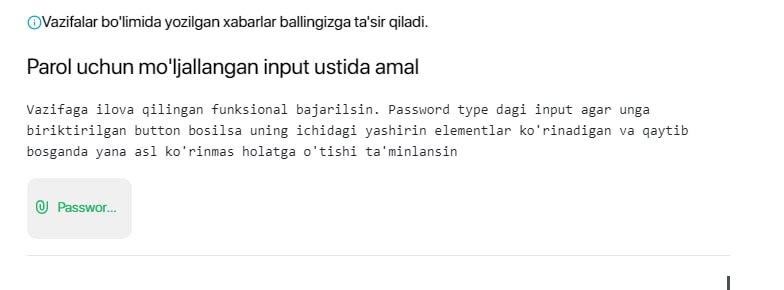 Vazifalar bo'limida yozilgan xabarlar ballingizga ta'sir qiladi.
Parol uchun mo'ljallangan input ustida amal
Vazifaga ilova qilingan funksional bajarilsin. Password type dagi input agar unga
biriktirilgan button bosilsa uning ichidagi yashirin elementlar ko'rinadigan va qaytib
bosganda yana asl ko'rinmas holatga o'tishi ta'minlansin
Passwor...